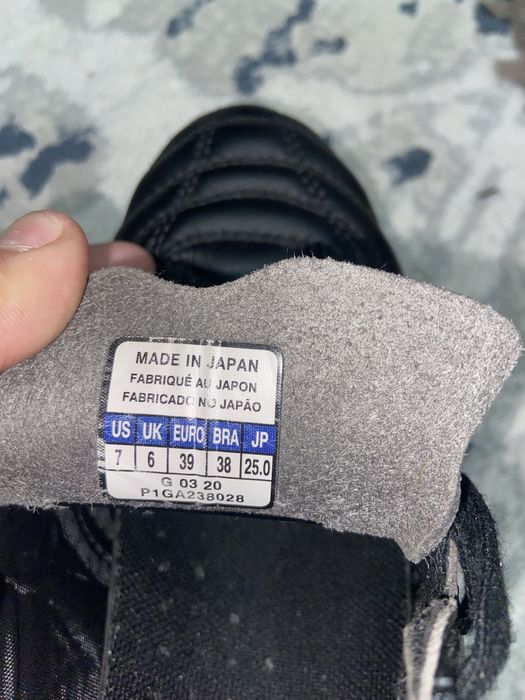 MADE IN JAPAN
FABRIQUÉ AU JAPON
FABRICADO NO JAPÃO
US UK EURO BRA JP
7 6 39 38 25.0
G 03 20
P1GA238028